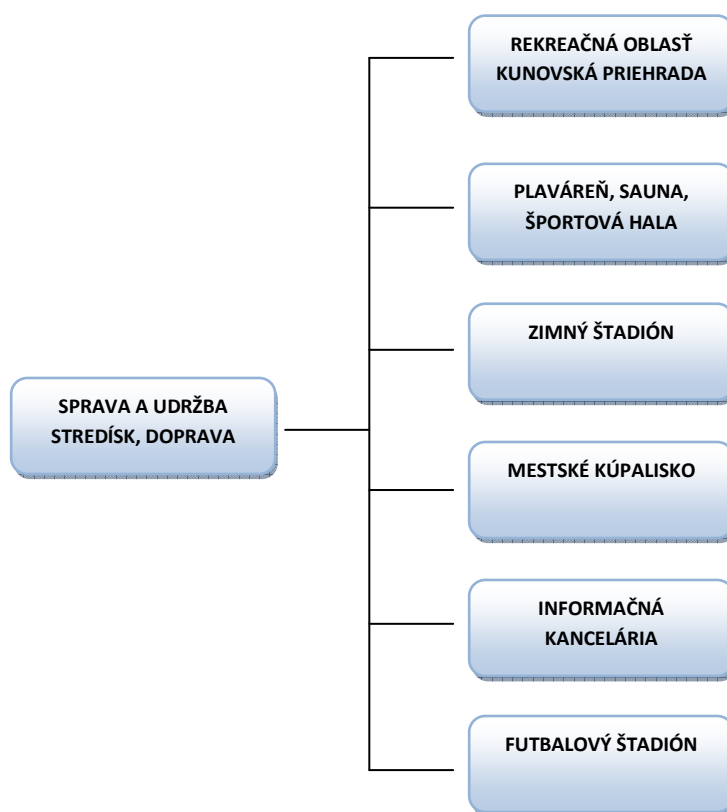 REKREAČNÁ OBLASŤ
KUNOVSKÁ PRIEHRADA
PLAVÁREŇ, SAUNA,
ŠPORTOVÁ HALA
ZIMNÝ ŠTADIÓN
SPRAVA A UDRŽBA
STREDÍSK, DOPRAVA
MESTSKÉ KÚPALISKO
INFORMAČNÁ
KANCELÁRIA
FUTBALOVÝ ŠTADIÓN